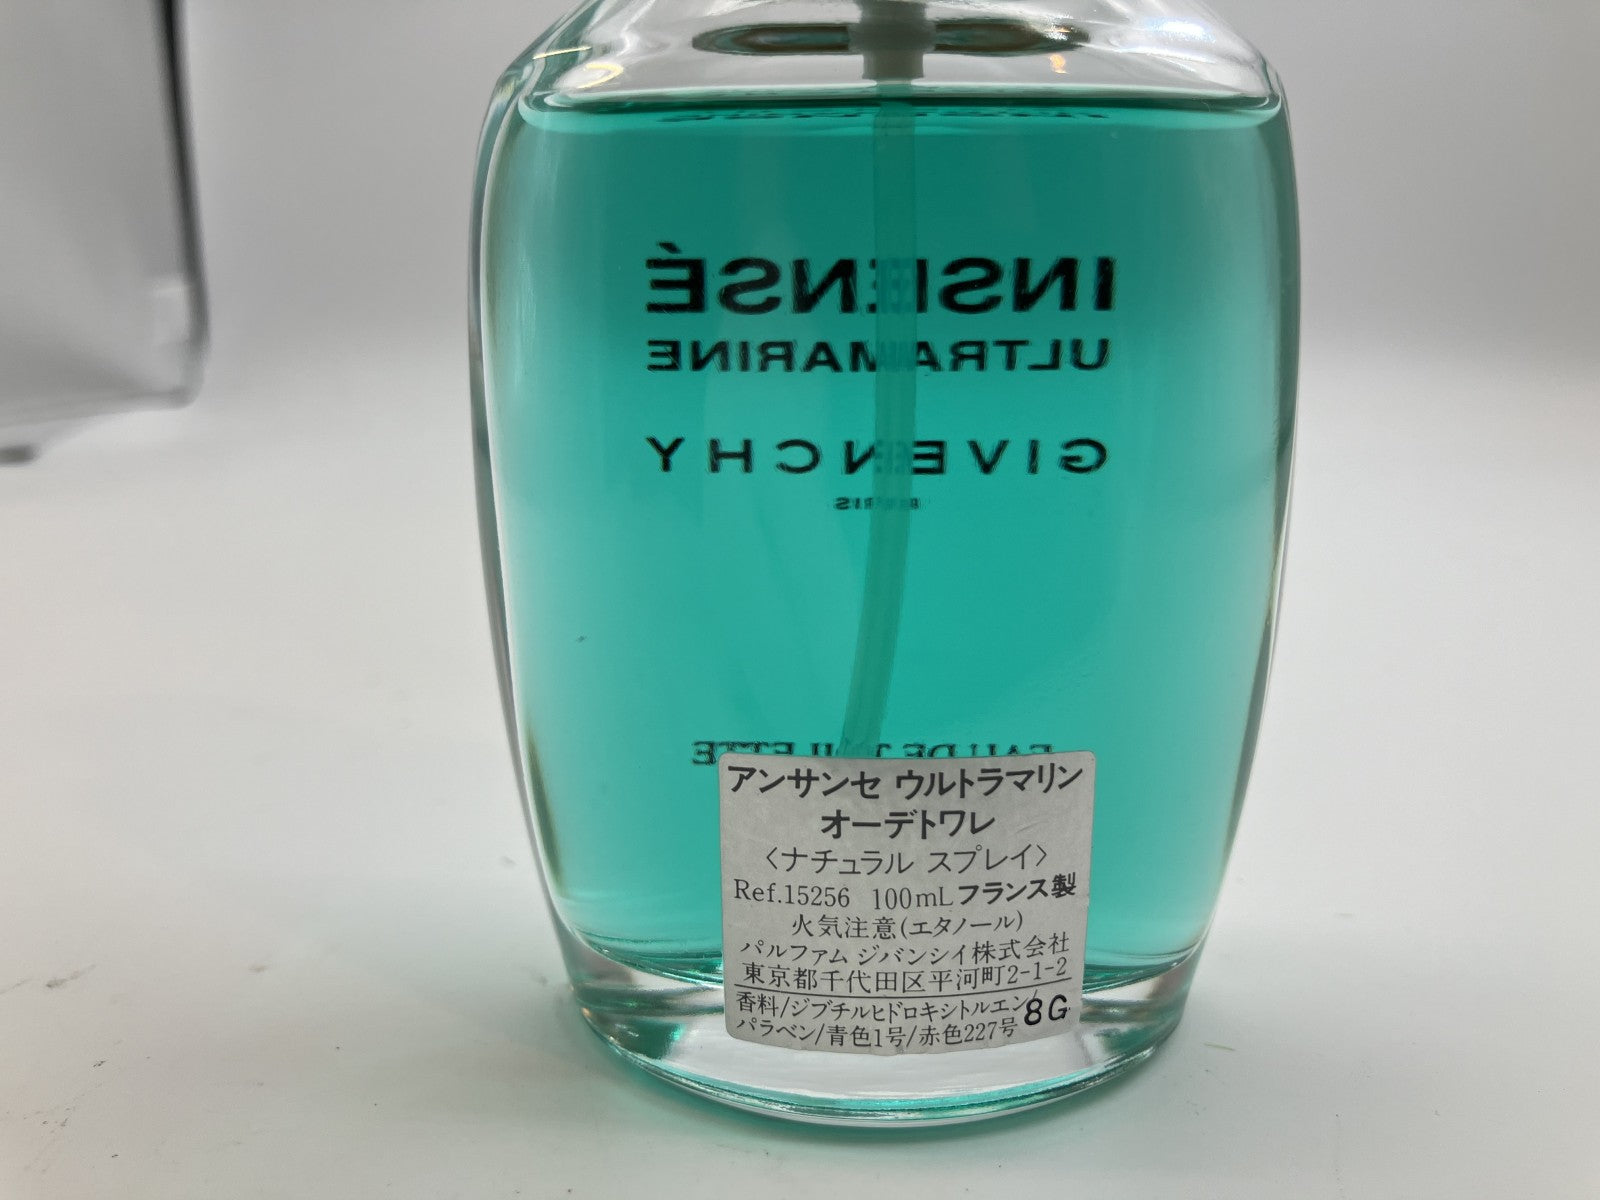 INSENSÉ
ULTRAMARINE
GIVENCHY
PARIS
EAU DE TOILETTE
アンサンセ ウルトラマリン
オーデトワレ
〈ナチュラル スプレイ〉
Ref.15256 100mL フランス製
火気注意(エタノール)
パルファム ジバンシイ株式会社
東京都千代田区平河町2-1-2
香料/ジブチルヒドロキシトルエン/
パラベン/青色1号/赤色227号
8G